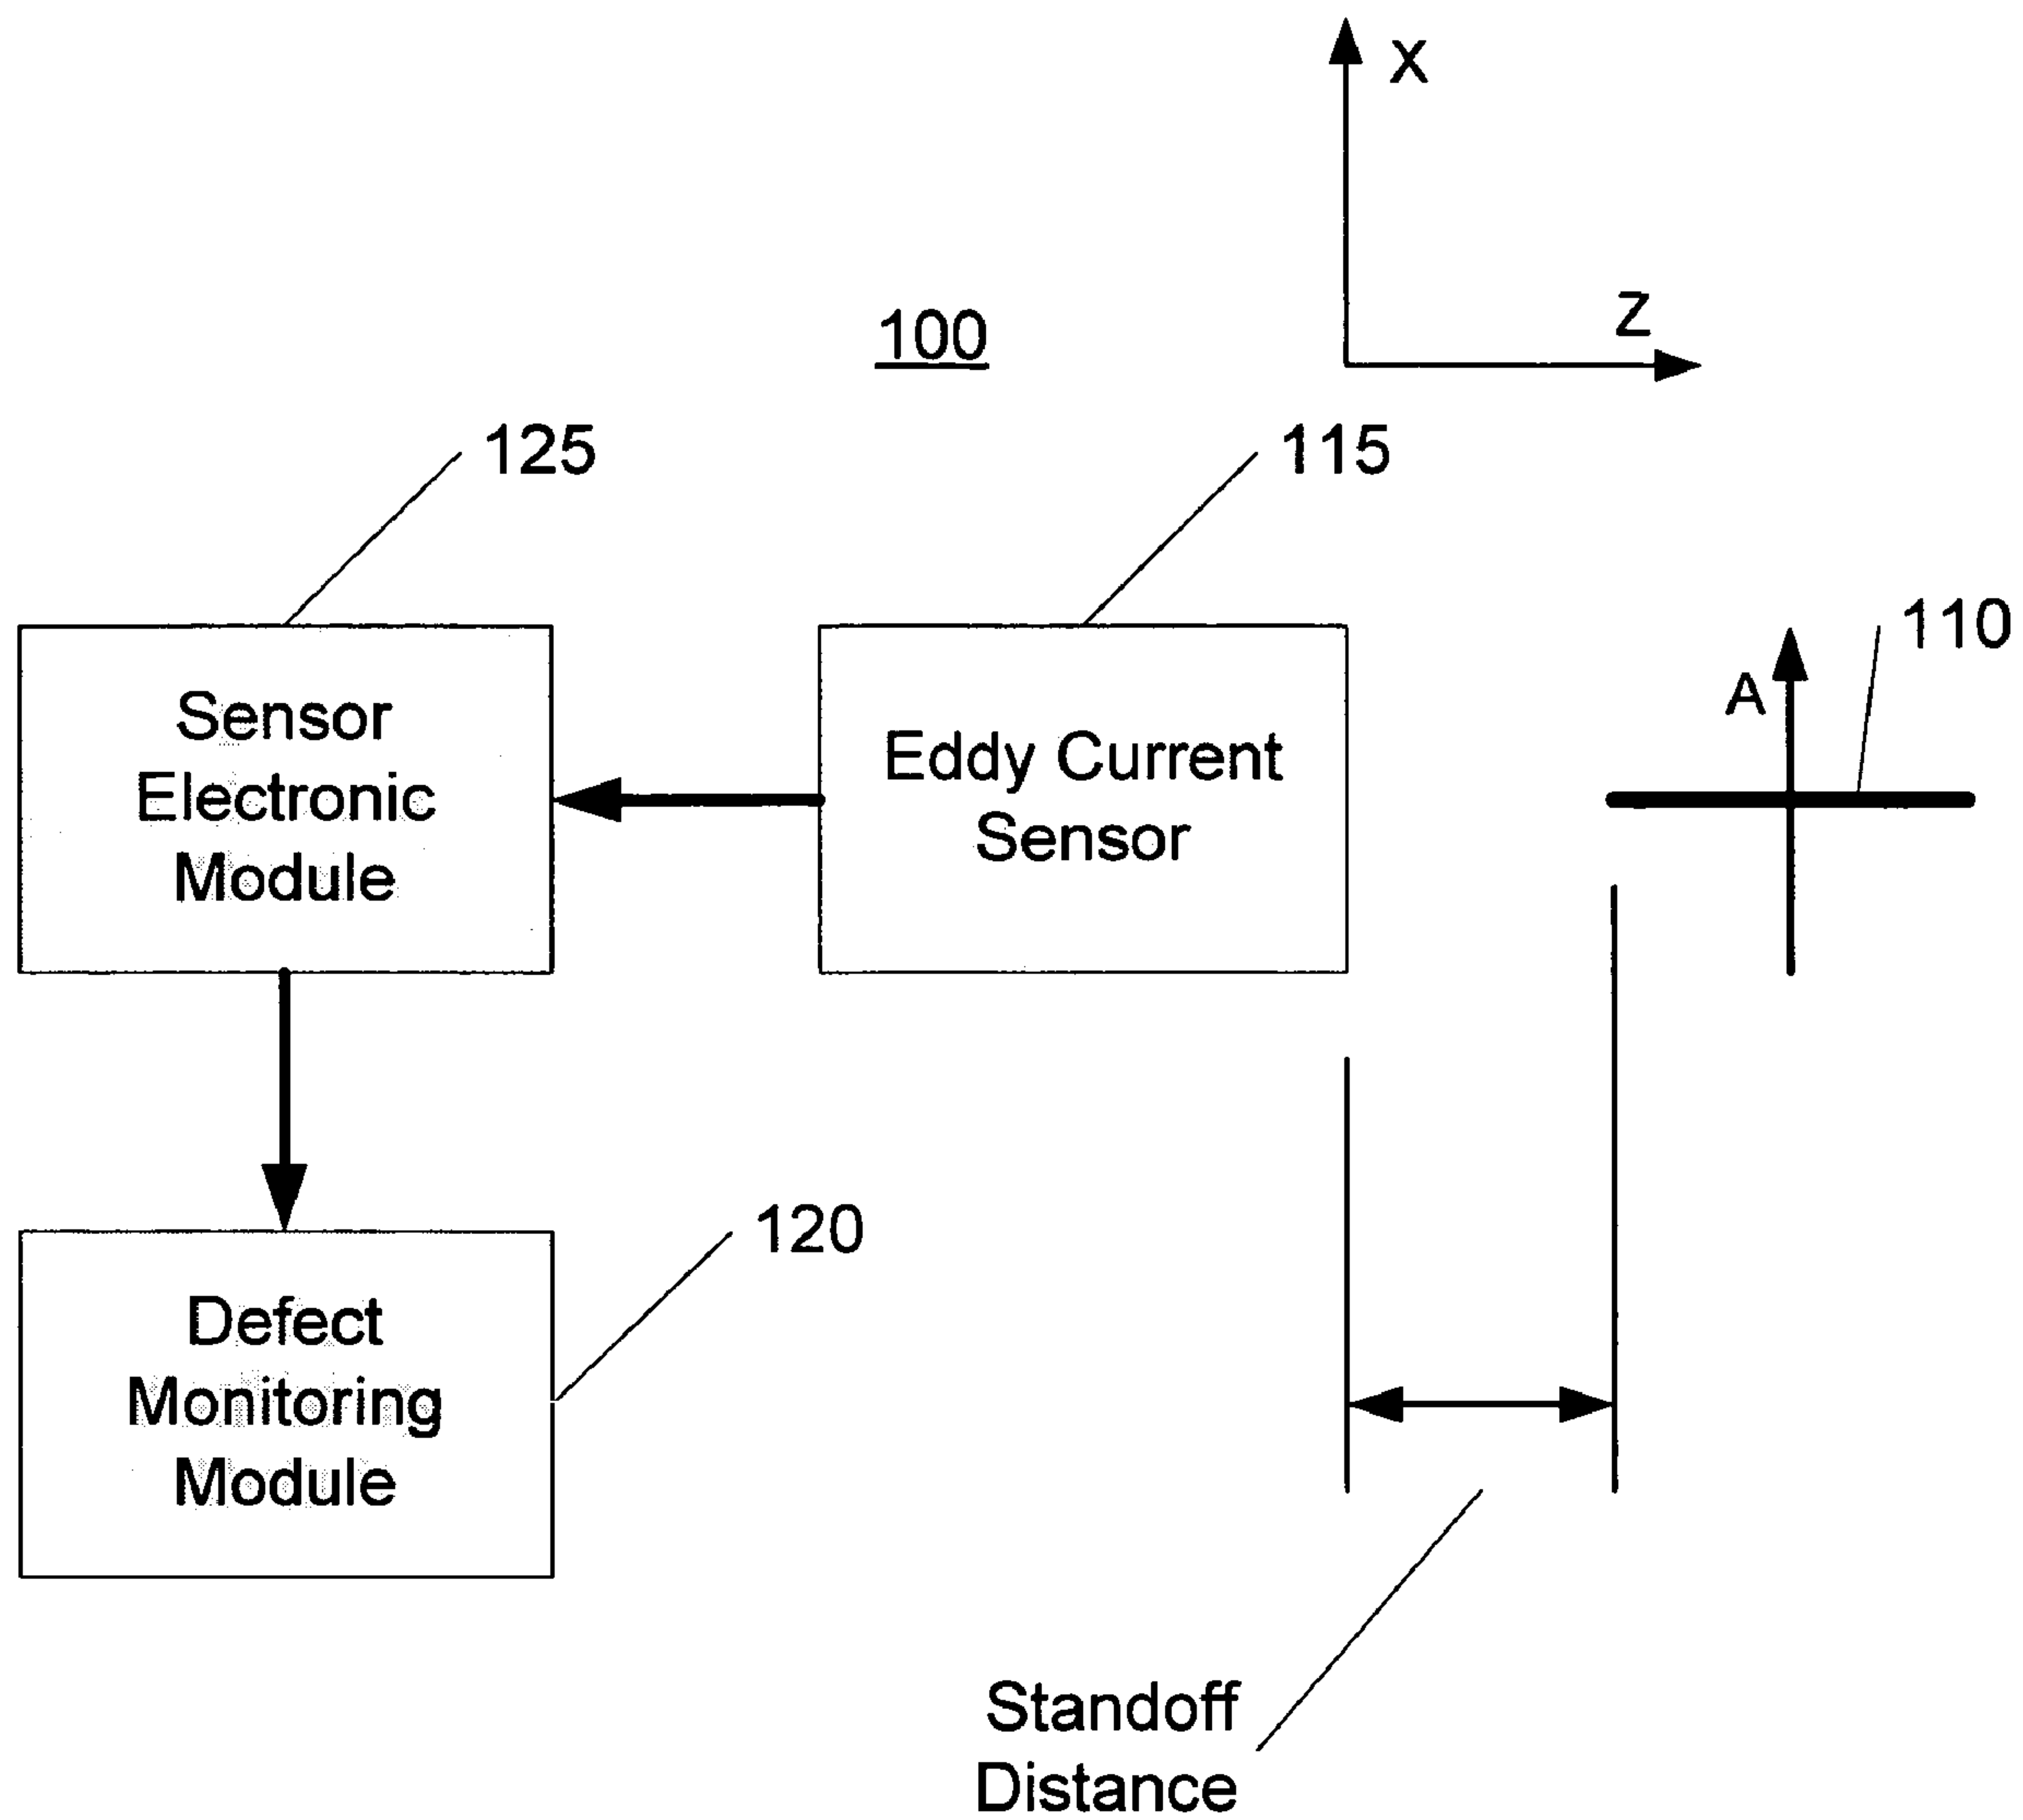 X
Z
100
125
115
110
A
Sensor
Electronic
Module
Eddy Current
Sensor
120
Defect
Monitoring
Module
Standoff
Distance